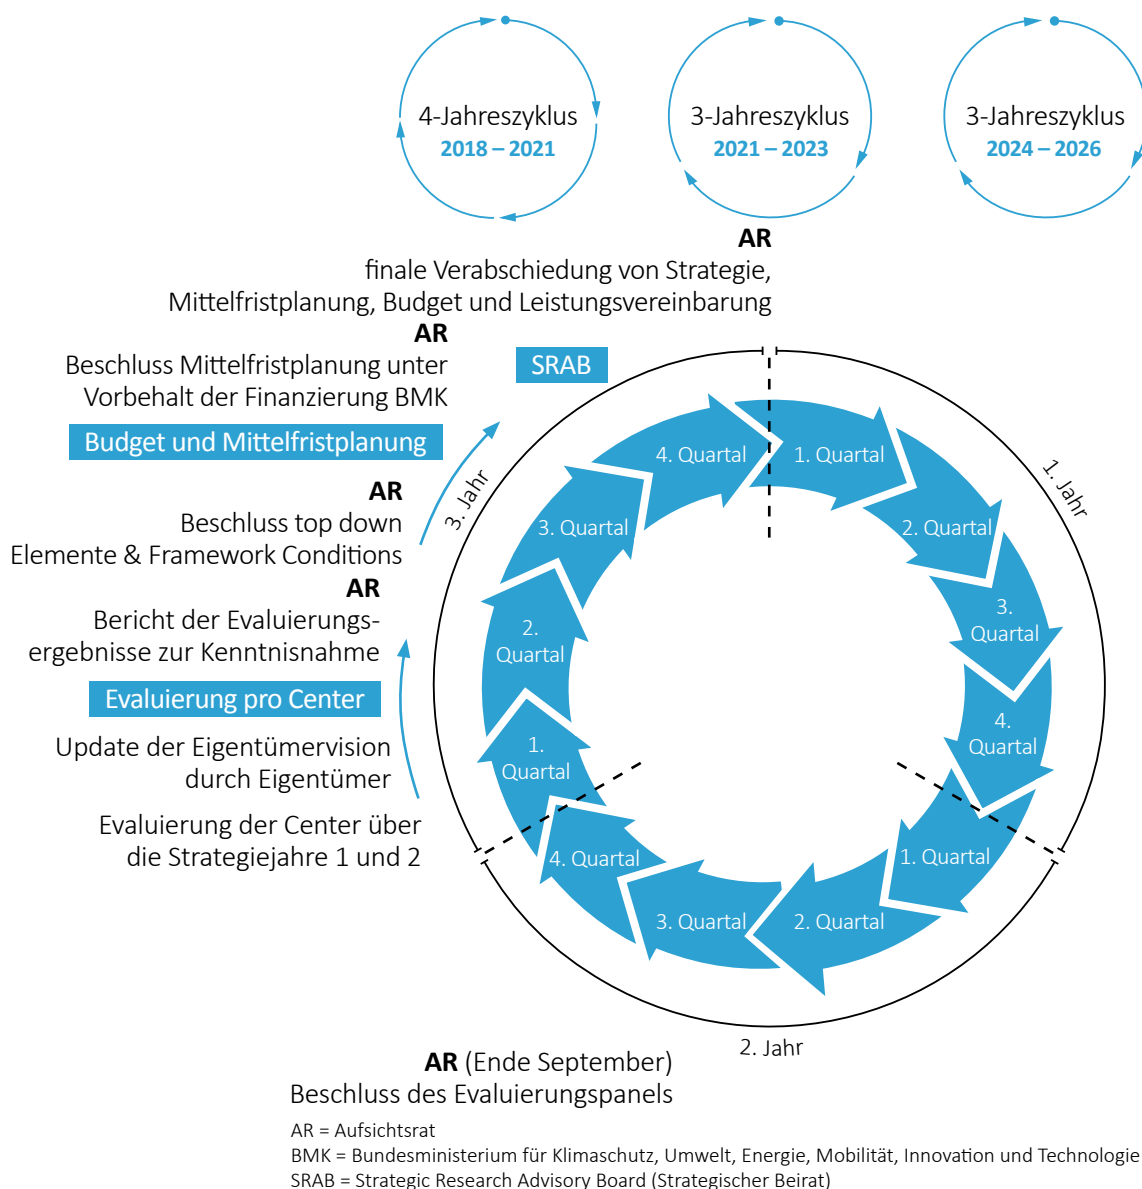 4-Jahreszyklus
2018 – 2021
3-Jahreszyklus
2021 – 2023
3-Jahreszyklus
2024 – 2026
AR
finale Verabschiedung von Strategie,
Mittelfristplanung, Budget und Leistungsvereinbarung
AR
Beschluss Mittelfristplanung unter
Vorbehalt der Finanzierung BMK
SRAB
Budget und Mittelfristplanung
AR
Beschluss top down
Elemente & Framework Conditions
AR
Bericht der Evaluierungs-
ergebnisse zur Kenntnisnahme
Evaluierung pro Center
Update der Eigentümervision
durch Eigentümer
Evaluierung der Center über
die Strategiejahre 1 und 2
1. Jahr
1. Quartal
2. Quartal
3.
Quartal
4.
Quartal
2. Jahr
1. Quartal
2. Quartal
3. Quartal
4. Quartal
3. Jahr
1.
Quartal
2.
Quartal
3. Quartal
4. Quartal
AR (Ende September)
Beschluss des Evaluierungspanels
AR = Aufsichtsrat
BMK = Bundesministerium für Klimaschutz, Umwelt, Energie, Mobilität, Innovation und Technologie
SRAB = Strategic Research Advisory Board (Strategischer Beirat)